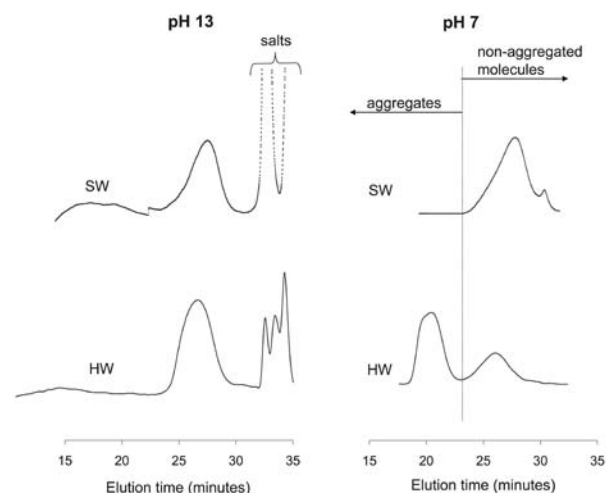 pH 13
salts
SW
HW
15 20 25 30 35
Elution time (minutes)
pH 7
non-aggregated
molecules
aggregates
SW
HW
15 20 25 30 35
Elution time (minutes)